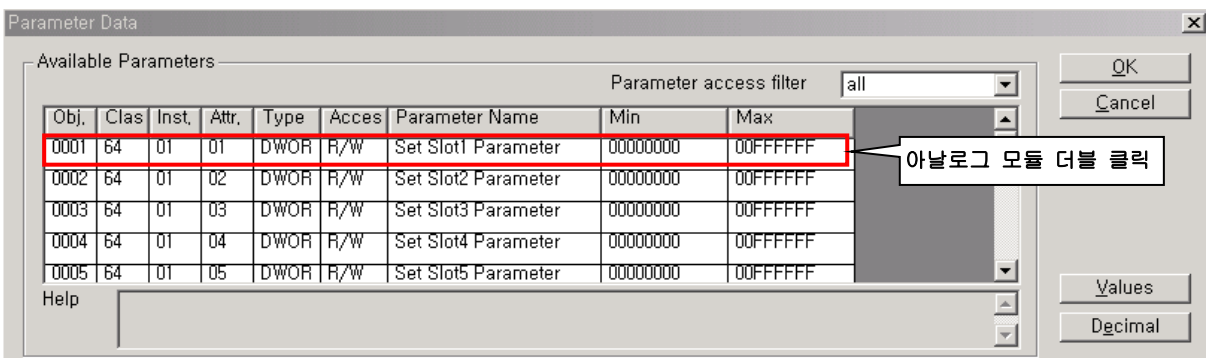 Parameter Data
Available Parameters
Parameter access filter all
OK
Cancel
Obj. Clas Inst. Attr. Type Acces Parameter Name Min Max
0001 64 01 01 DWOR R/W Set Slot1 Parameter 00000000 00FFFFFF
아날로그 모듈 더블 클릭
0002 64 01 02 DWOR R/W Set Slot2 Parameter 00000000 00FFFFFF
0003 64 01 03 DWOR R/W Set Slot3 Parameter 00000000 00FFFFFF
0004 64 01 04 DWOR R/W Set Slot4 Parameter 00000000 00FFFFFF
0005 64 01 05 DWOR R/W Set Slot5 Parameter 00000000 00FFFFFF
Help
Values
Decimal